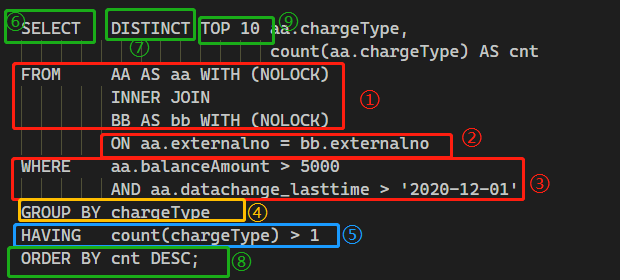 ⑥ SELECT DISTINCT TOP 10 ⑨ aa.chargeType,
⑦ count(aa.chargeType) AS cnt
FROM AA AS aa WITH (NOLOCK)
INNER JOIN ①
BB AS bb WITH (NOLOCK)
ON aa.externalno = bb.externalno ②
WHERE aa.balanceAmount > 5000
AND aa.datachange_lasttime > '2020-12-01' ③
GROUP BY chargeType ④
HAVING count(chargeType) > 1 ⑤
ORDER BY cnt DESC; ⑧